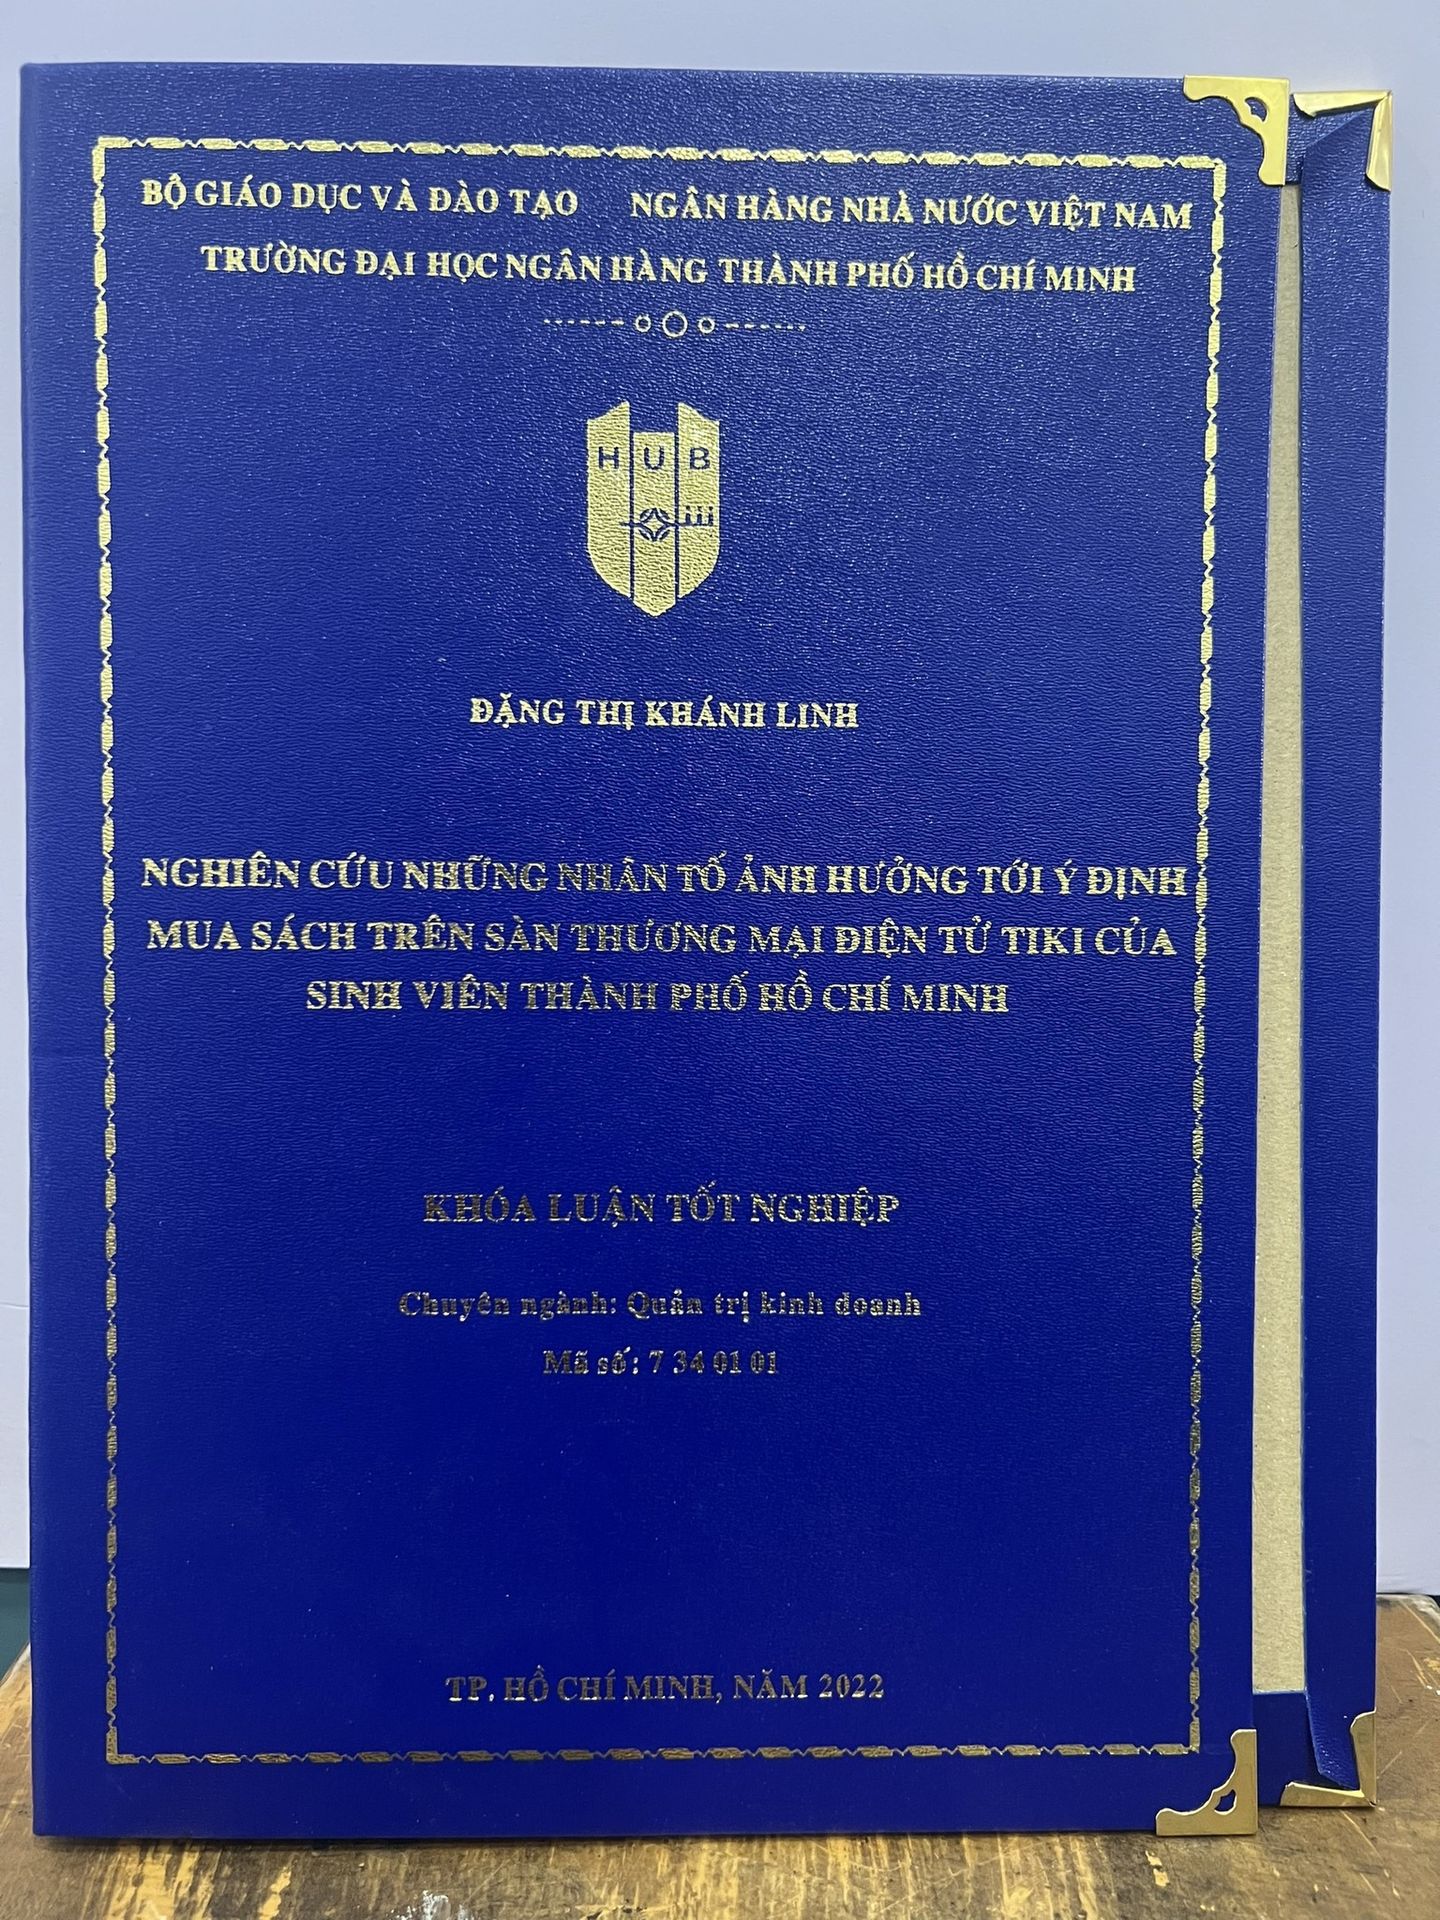 BỘ GIÁO DỤC VÀ ĐÀO TẠO NGÂN HÀNG NHÀ NƯỚC VIỆT NAM
TRƯỜNG ĐẠI HỌC NGÂN HÀNG THÀNH PHỐ HỒ CHÍ MINH
HUB
ĐẶNG THỊ KHÁNH LINH
NGHIÊN CỨU NHỮNG NHÂN TỐ ẢNH HƯỞNG TỚI Ý ĐỊNH
MUA SÁCH TRÊN SÀN THƯƠNG MẠI ĐIỆN TỬ TIKI CỦA
SINH VIÊN THÀNH PHỐ HỒ CHÍ MINH
KHÓA LUẬN TỐT NGHIỆP
Chuyên ngành: Quản trị kinh doanh
Mã số: 7 34 01 01
TP. HỒ CHÍ MINH, NĂM 2022